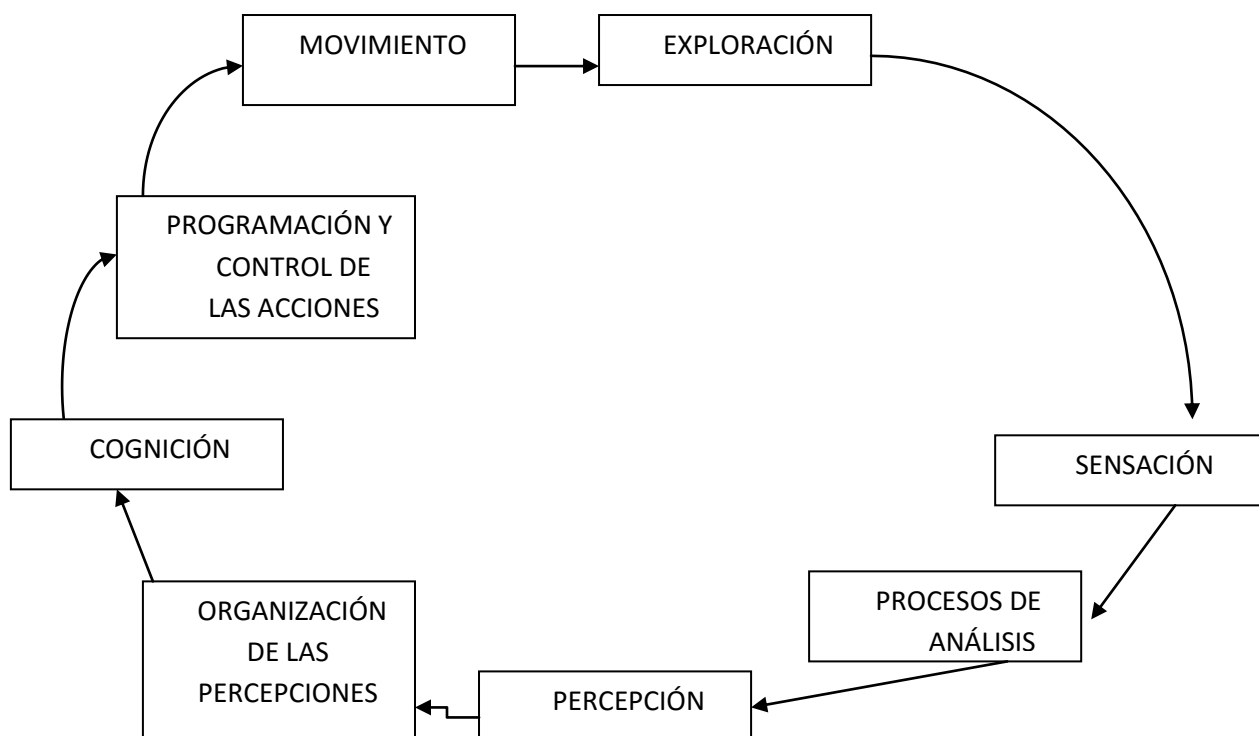 MOVIMIENTO
EXPLORACIÓN
SENSACIÓN
PROCESOS DE
ANÁLISIS
PERCEPCIÓN
ORGANIZACIÓN
DE LAS
PERCEPCIONES
COGNICIÓN
PROGRAMACIÓN Y
CONTROL DE
LAS ACCIONES